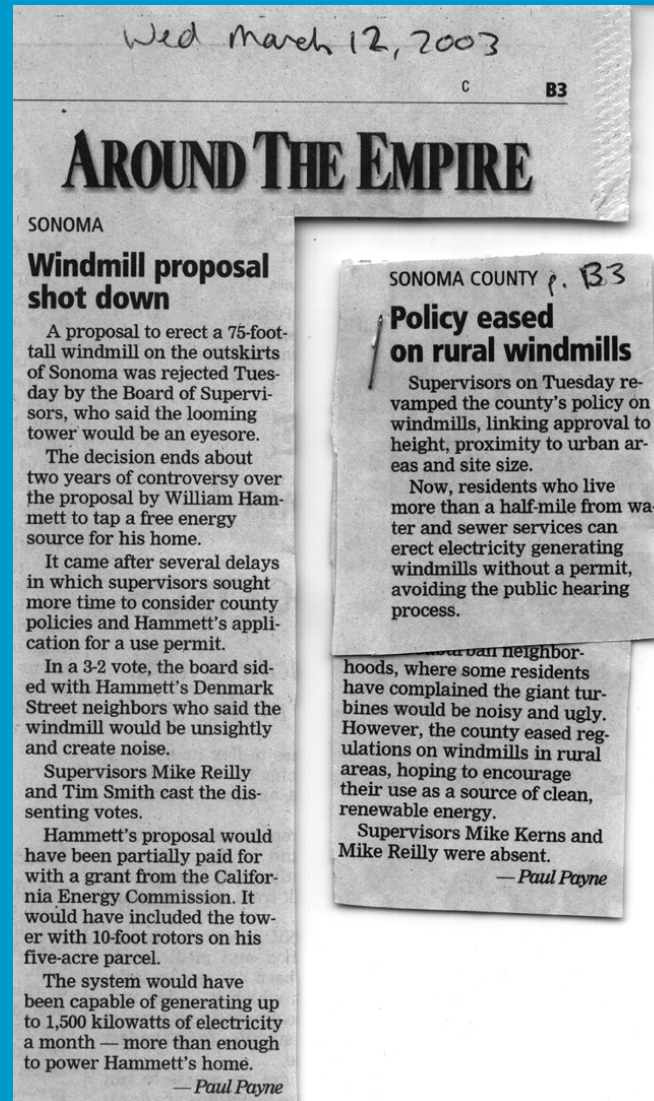 Wed March 12, 2003
C B3
AROUND THE EMPIRE
SONOMA
Windmill proposal
shot down
A proposal to erect a 75-foot-
tall windmill on the outskirts
of Sonoma was rejected Tues-
day by the Board of Supervi-
sors, who said the looming
tower would be an eyesore.
The decision ends about
two years of controversy over
the proposal by William Ham-
mett to tap a free energy
source for his home.
It came after several delays
in which supervisors sought
more time to consider county
policies and Hammett's appli-
cation for a use permit.
In a 3-2 vote, the board sid-
ed with Hammett's Denmark
Street neighbors who said the
windmill would be unsightly
and create noise.
Supervisors Mike Reilly
and Tim Smith cast the dis-
senting votes.
Hammett's proposal would
have been partially paid for
with a grant from the Califor-
nia Energy Commission. It
would have included the tow-
er with 10-foot rotors on his
five-acre parcel.
The system would have
been capable of generating up
to 1,500 kilowatts of electricity
a month — more than enough
to power Hammett's home.
— Paul Payne
SONOMA COUNTY p. B3
Policy eased
on rural windmills
Supervisors on Tuesday re-
vamped the county's policy on
windmills, linking approval to
height, proximity to urban ar-
eas and site size.
Now, residents who live
more than a half-mile from wa-
ter and sewer services can
erect electricity generating
windmills without a permit,
avoiding the public hearing
process.
neighbor-
hoods, where some residents
have complained the giant tur-
bines would be noisy and ugly.
However, the county eased reg-
ulations on windmills in rural
areas, hoping to encourage
their use as a source of clean,
renewable energy.
Supervisors Mike Kerns and
Mike Reilly were absent.
— Paul Payne